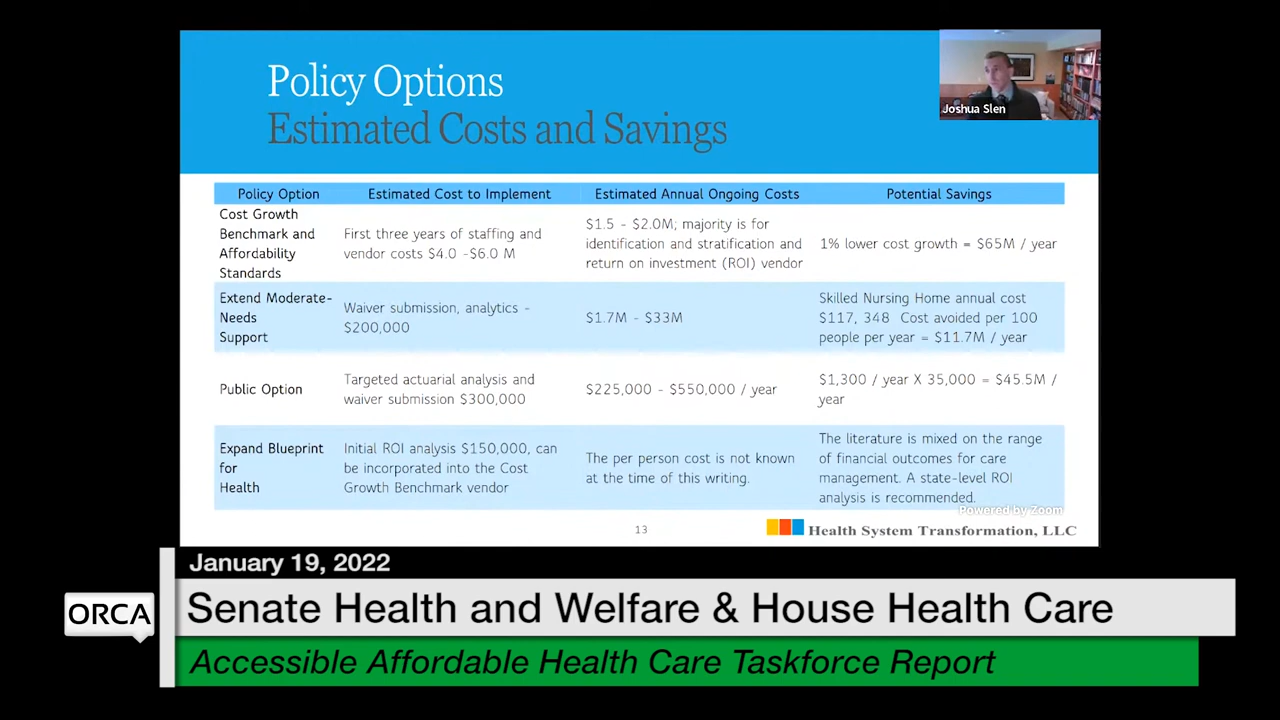 Policy Options
Estimated Costs and Savings
Joshua Slen
Policy Option
Estimated Cost to Implement
Estimated Annual Ongoing Costs
Potential Savings
Cost Growth
Benchmark and
Affordability
Standards
First three years of staffing and
vendor costs $4.0 -$6.0 M
$1.5 - $2.0M; majority is for
identification and stratification and
return on investment (ROI) vendor
1% lower cost growth = $65M / year
Extend Moderate-
Needs
Support
Waiver submission, analytics -
$200,000
$1.7M - $33M
Skilled Nursing Home annual cost
$117, 348 Cost avoided per 100
people per year = $11.7M / year
Public Option
Targeted actuarial analysis and
waiver submission $300,000
$225,000 - $550,000 / year
$1,300 / year X 35,000 = $45.5M /
year
Expand Blueprint
for
Health
Initial ROI analysis $150,000, can
be incorporated into the Cost
Growth Benchmark vendor
The per person cost is not known
at the time of this writing.
The literature is mixed on the range
of financial outcomes for care
management. A state-level ROI
analysis is recommended.
Powered by Zoom
13
Health System Transformation, LLC
January 19, 2022
ORCA
Senate Health and Welfare & House Health Care
Accessible Affordable Health Care Taskforce Report